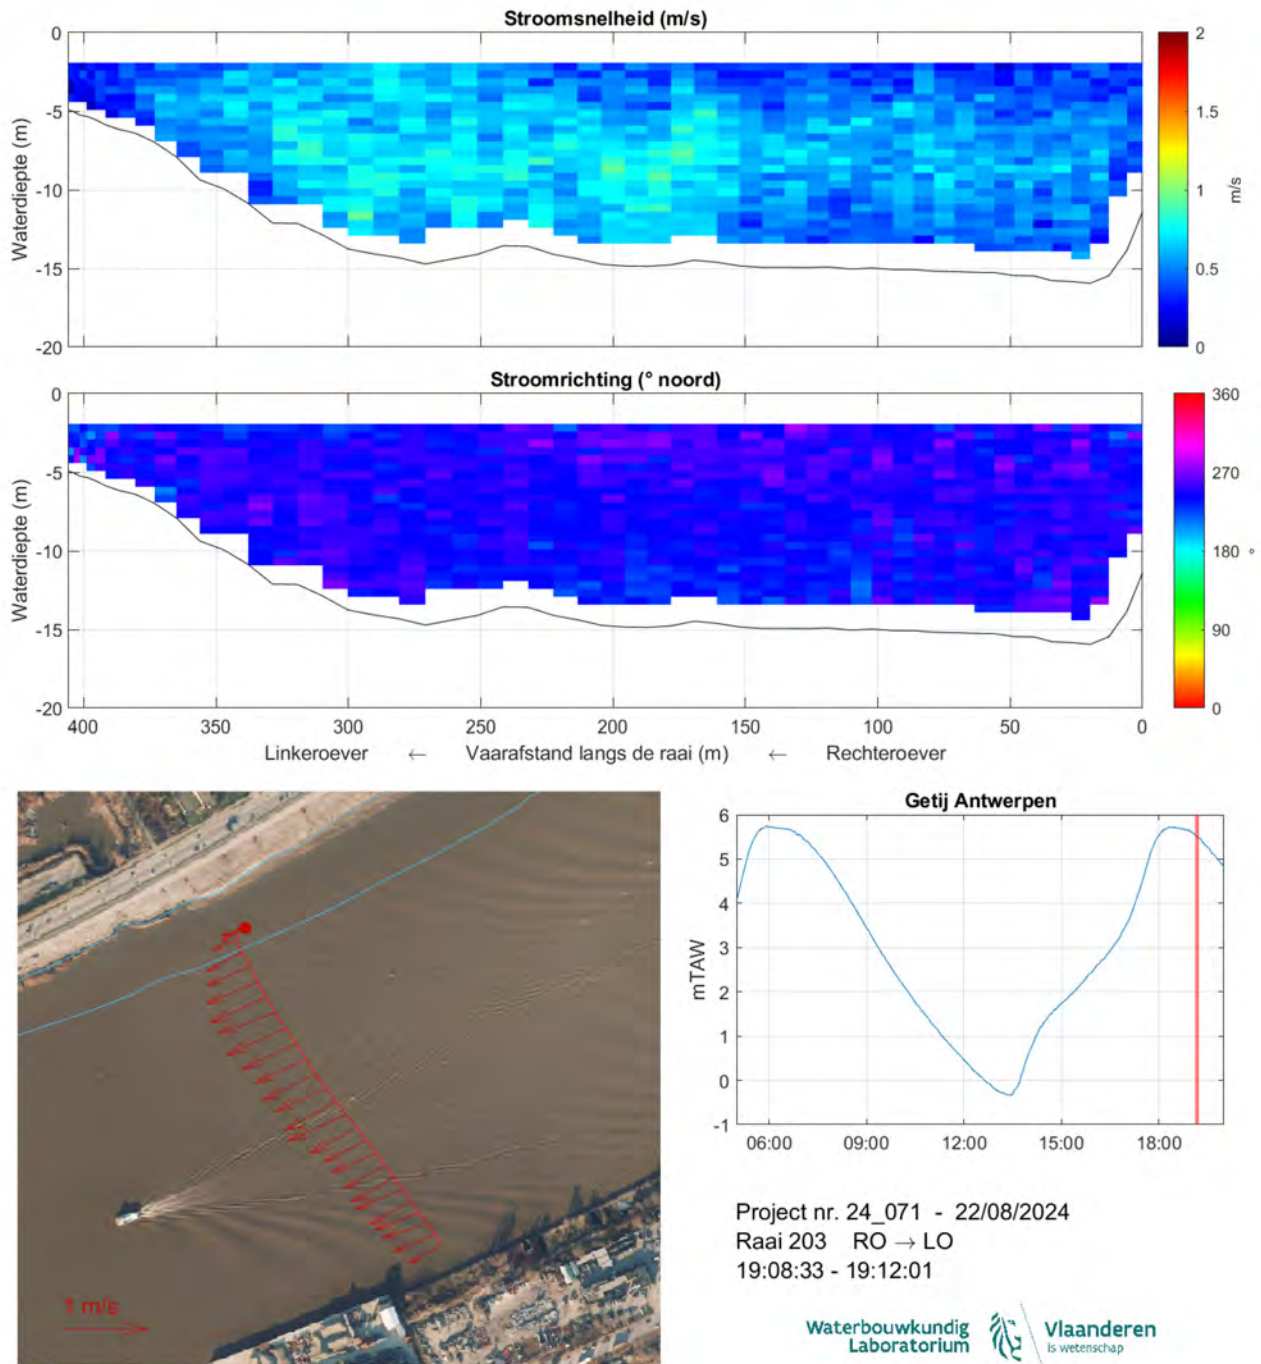 Stroomsnelheid (m/s)
0
-5
-10
-15
-20
Waterdiepte (m)
2
1.5
1
0.5
0
m/s
Stroomrichting (° noord)
0
-5
-10
-15
-20
Waterdiepte (m)
360
270
180
90
0
°
400 350 300 250 200 150 100 50 0
Linkeroever ← Vaarafstand langs de raai (m) ← Rechteroever
1 m/s
Getij Antwerpen
6
5
4
3
2
1
0
-1
mTAW
06:00 09:00 12:00 15:00 18:00
Project nr. 24_071 - 22/08/2024
Raai 203 RO → LO
19:08:33 - 19:12:01
Waterbouwkundig
Laboratorium
Vlaanderen
is wetenschap